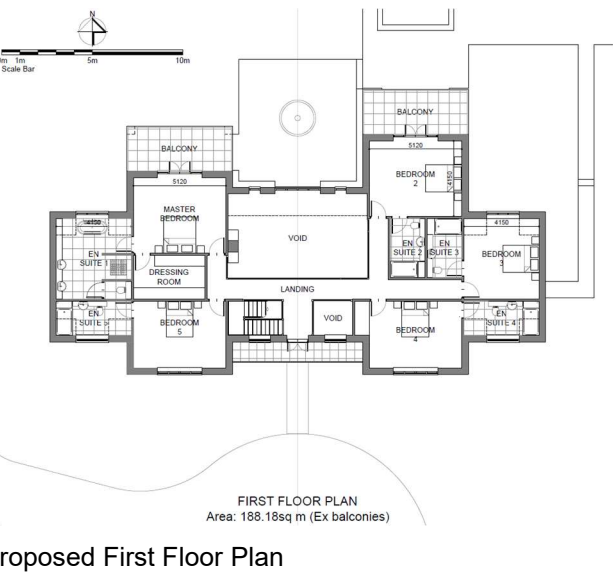 N
0m 1m 5m 10m
Scale Bar
BALCONY
BALCONY
5120
5120
BEDROOM
2
4150
MASTER
BEDROOM
4150
4150
VOID
EN
SUITE 1
EN
SUITE 2
EN
SUITE 3
BEDROOM
3
DRESSING
ROOM
LANDING
EN
SUITE 5
BEDROOM
5
VOID
BEDROOM
4
EN
SUITE 4
FIRST FLOOR PLAN
Area: 188.18sq m (Ex balconies)
roposed First Floor Plan